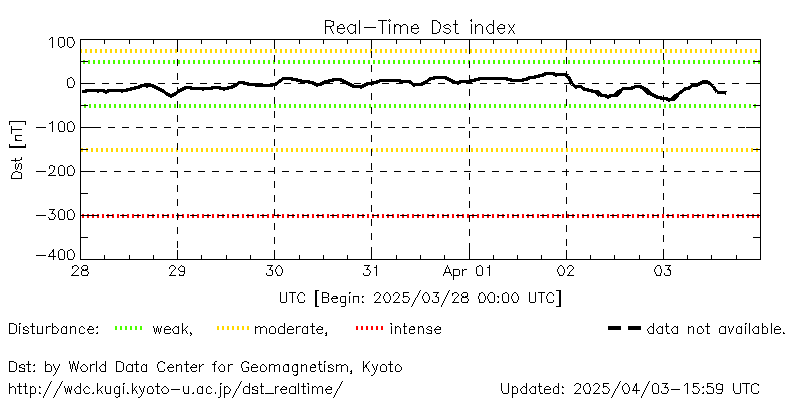 Real-Time Dst index
100
0
-100
-200
-300
-400
Dst [nT]
28 29 30 31 Apr 01 02 03
UTC [Begin: 2025/03/28 00:00 UTC]
Disturbance: weak, moderate, intense data not available.
Dst: by World Data Center for Geomagnetism, Kyoto
http://wdc.kugi.kyoto-u.ac.jp/dst_realtime/ Updated: 2025/04/03-15:59 UTC